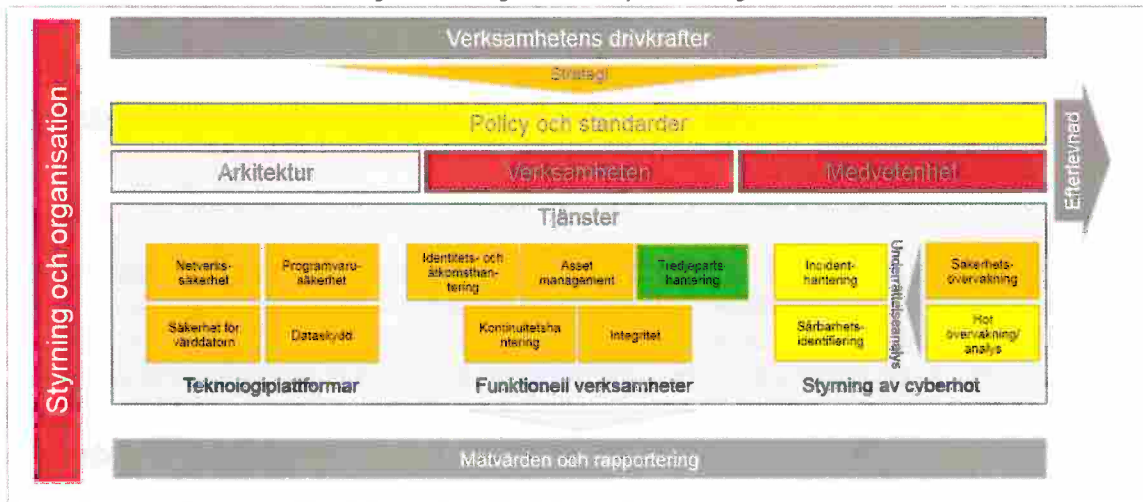 Verksamhetens drivkrafter
Strategi
Styrning och organisation
Policy och standarder
Efterlevnad
Arkitektur
Verksamheten
Medvetenhet
Tjänster
Netverks-
säkerhet
Programvaru-
säkerhet
Säkerhet för
värddatorn
Dataskydd
Teknologiplattformar
Identitets- och
åtkomsthan-
tering
Asset
management
Tredjeparts
hantering
Kontinuitetsha
ntering
Integritet
Funktionell verksamheter
Incident-
hantering
Sårbarhets-
identifiering
Underrättelseanalys
Säkerhets-
övervakning
Hot
övervakning/
analys
Styrning av cyberhot
Mätvärden och rapportering